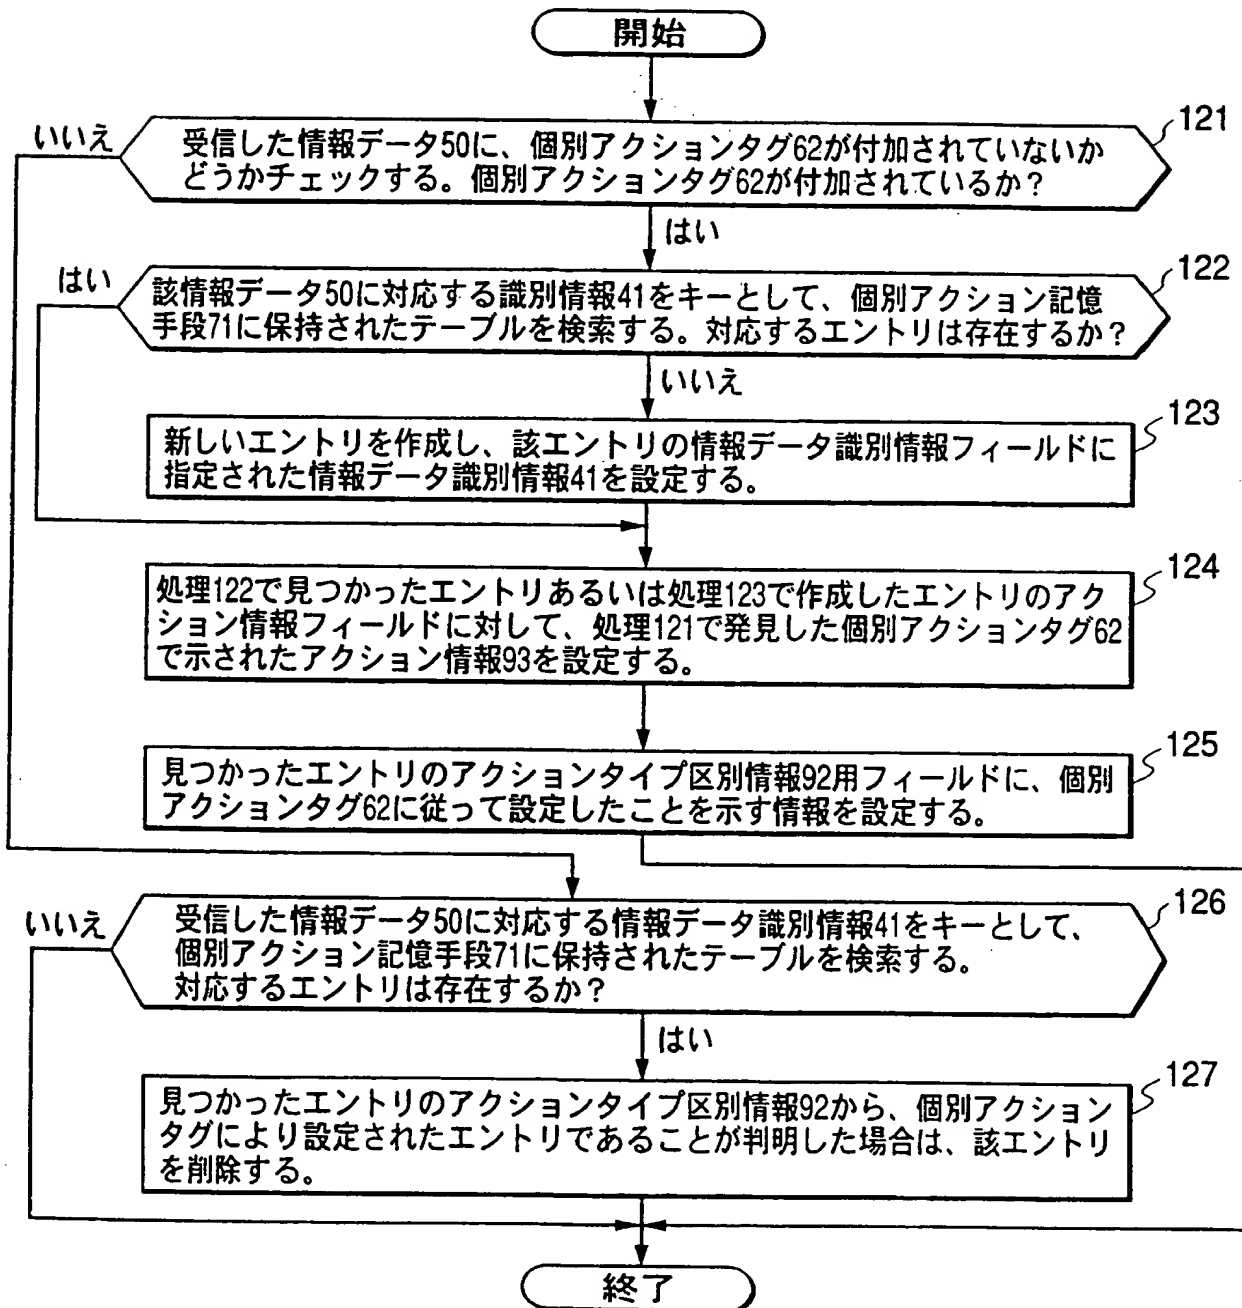 開始
121
いいえ
受信した情報データ50に、個別アクションタグ62が付加されていないか
どうかチェックする。個別アクションタグ62が付加されているか？
はい
122
はい
該情報データ50に対応する識別情報41をキーとして、個別アクション記憶
手段71に保持されたテーブルを検索する。対応するエントリは存在するか？
いいえ
123
新しいエントリを作成し、該エントリの情報データ識別情報フィールドに
指定された情報データ識別情報41を設定する。
124
処理122で見つかったエントリあるいは処理123で作成したエントリのアク
ション情報フィールドに対して、処理121で発見した個別アクションタグ62
で示されたアクション情報93を設定する。
125
見つかったエントリのアクションタイプ区別情報92用フィールドに、個別
アクションタグ62に従って設定したことを示す情報を設定する。
126
いいえ
受信した情報データ50に対応する情報データ識別情報41をキーとして、
個別アクション記憶手段71に保持されたテーブルを検索する。
対応するエントリは存在するか？
はい
127
見つかったエントリのアクションタイプ区別情報92から、個別アクション
タグにより設定されたエントリであることが判明した場合は、該エントリ
を削除する。
終了